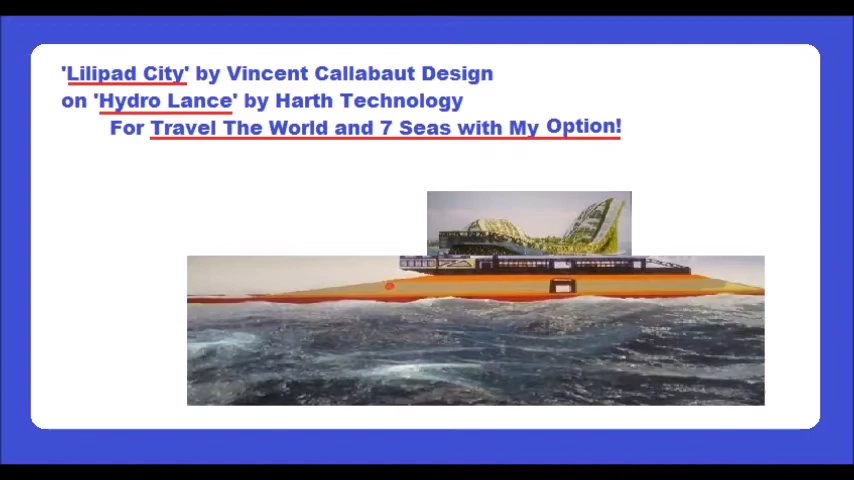 'Lilipad City' by Vincent Callabaut Design
on 'Hydro Lance' by Harth Technology
For Travel The World and 7 Seas with My Option!